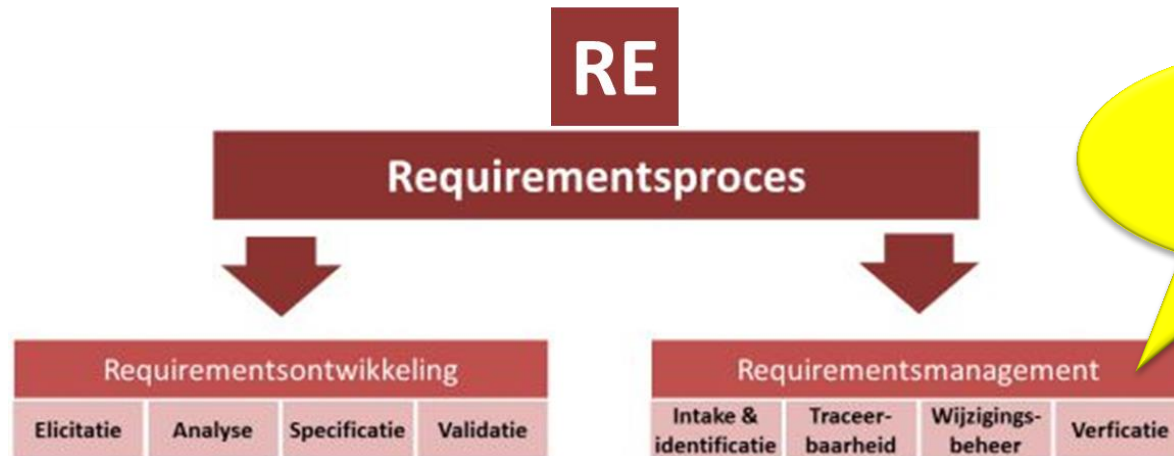 RE
Requirementsproces
Requirementsontwikkeling
Requirementsmanagement
Elicitatie
Analyse
Specificatie
Validatie
Intake &
identificatie
Traceer-
baarheid
Wijzigings-
beheer
Verficatie